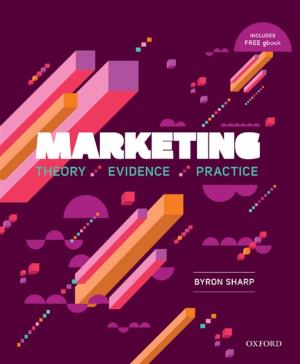 INCLUDES
FREE gbook
MARKETING
THEORY EVIDENCE PRACTICE
BYRON SHARP
OXFORD